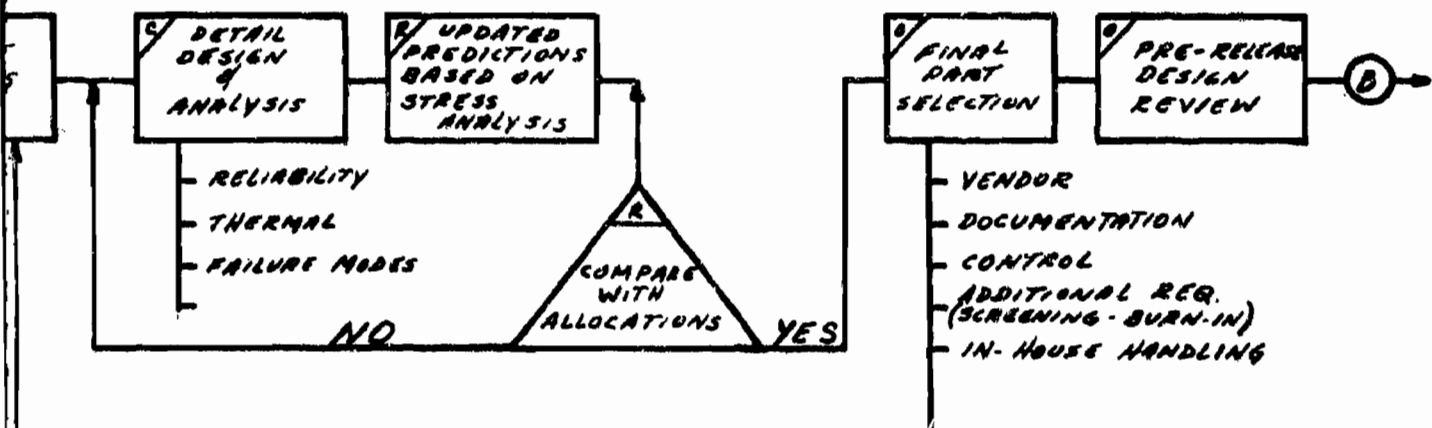 C
DETAIL
DESIGN
&
ANALYSIS
RELIABILITY
THERMAL
FAILURE MODES
R
UPDATED
PREDICTIONS
BASED ON
STRESS
ANALYSIS
R
COMPARE
WITH
ALLOCATIONS
NO
YES
FINAL
PART
SELECTION
VENDOR
DOCUMENTATION
CONTROL
ADDITIONAL REQ.
(SCREENING - BURN-IN)
IN-HOUSE HANDLING
PRE-RELEASE
DESIGN
REVIEW
B